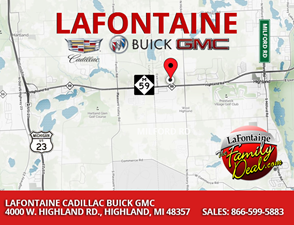 LAFONTAINE
Cadillac BUICK GMC
MILFORD RD
M
59
MICHIGAN
23
LaFontaine
The Family
Deal.com
LAFONTAINE CADILLAC BUICK GMC
4000 W. HIGHLAND RD., HIGHLAND, MI 48357 SALES: 866-599-5883